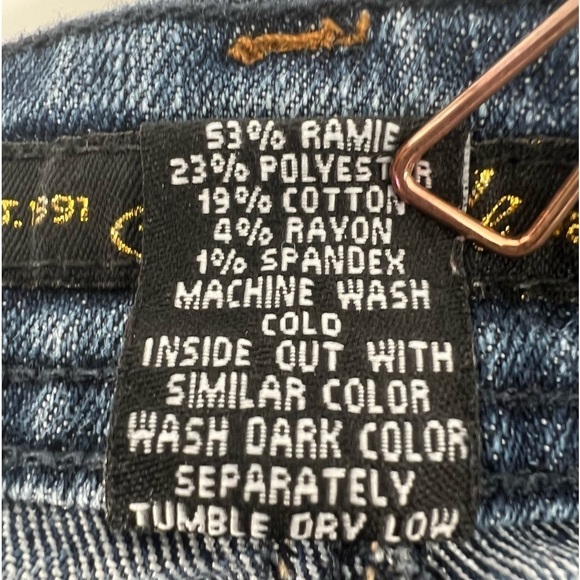 53% RAMIE
23% POLYESTER
19% COTTON
4% RAYON
1% SPANDEX
MACHINE WASH
COLD
INSIDE OUT WITH
SIMILAR COLOR
WASH DARK COLOR
SEPARATELY
TUMBLE DRY LOW